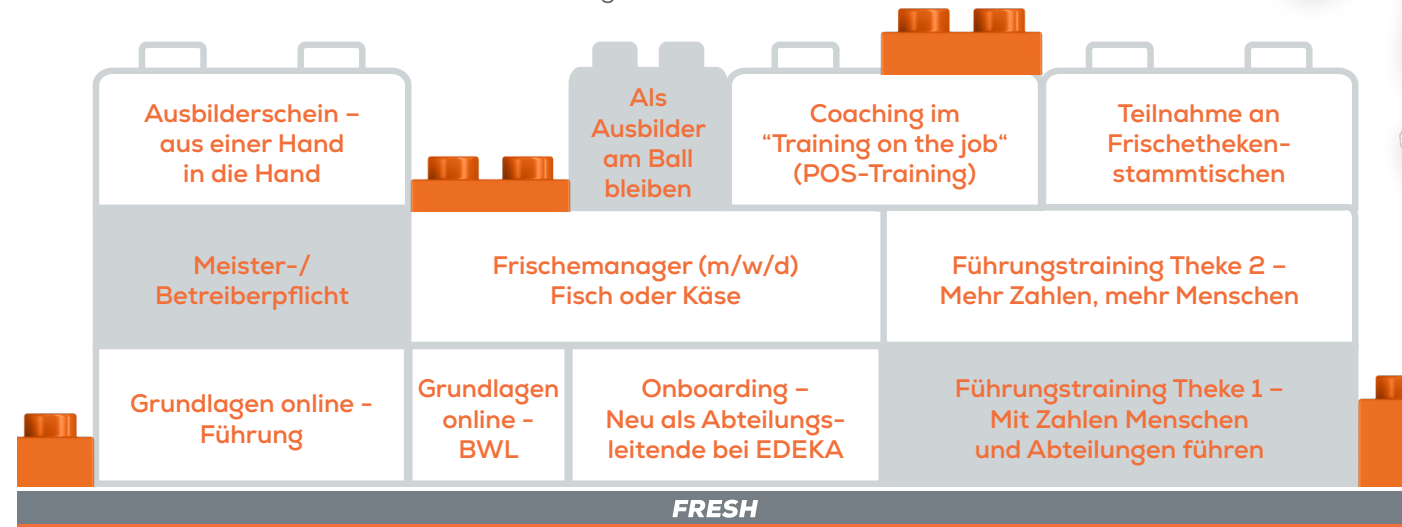 Ausbilderschein –
aus einer Hand
in die Hand
Als
Ausbilder
am Ball
bleiben
Coaching im
“Training on the job“
(POS-Training)
Teilnahme an
Frischetheken-
stammtischen
Meister-/
Betreiberpflicht
Frischemanager (m/w/d)
Fisch oder Käse
Führungstraining Theke 2 –
Mehr Zahlen, mehr Menschen
Grundlagen online -
Führung
Grundlagen
online -
BWL
Onboarding –
Neu als Abteilungs-
leitende bei EDEKA
Führungstraining Theke 1 –
Mit Zahlen Menschen
und Abteilungen führen
FRESH